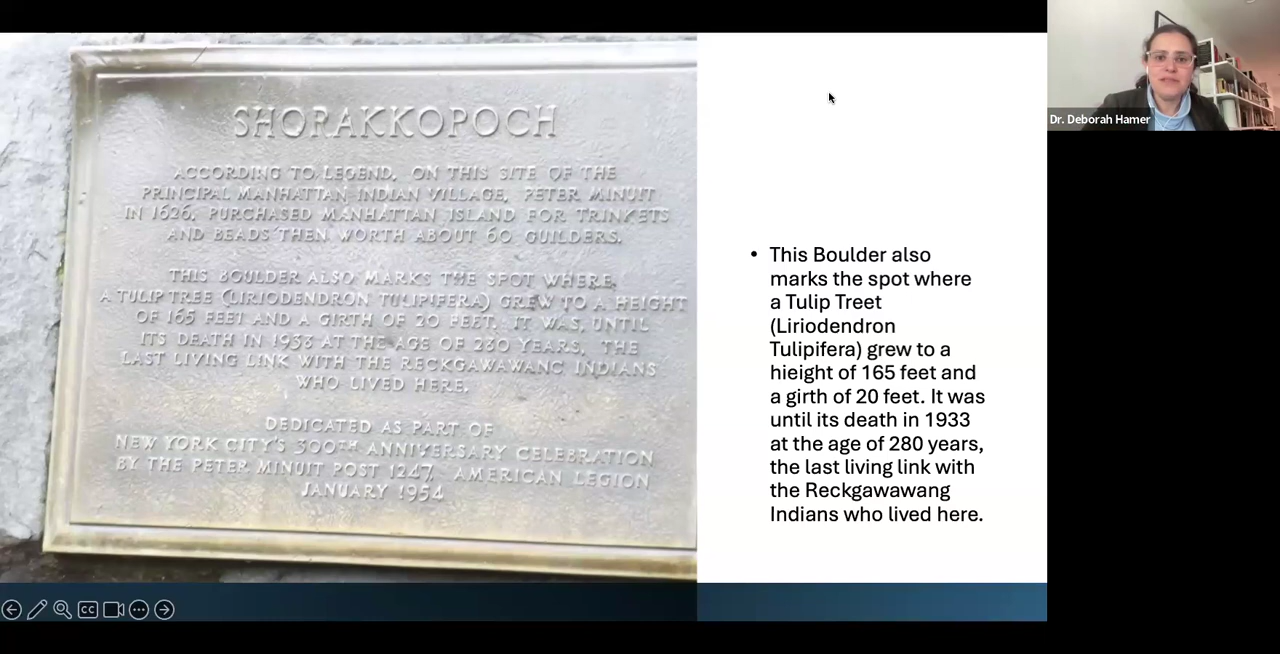 SHORAKKOPOCH
ACCORDING TO LEGEND, ON THIS SITE OF THE
PRINCIPAL MANHATTAN INDIAN VILLAGE, PETER MINUIT
IN 1626, PURCHASED MANHATTAN ISLAND FOR TRINKETS
AND BEADS THEN WORTH ABOUT 60 GUILDERS.
THIS BOULDER ALSO MARKS THE SPOT WHERE
A TULIP TREE (LIRIODENDRON TULIPIFERA) GREW TO A HEIGHT
OF 165 FEET AND A GIRTH OF 20 FEET. IT WAS, UNTIL
ITS DEATH IN 1933 AT THE AGE OF 280 YEARS, THE
LAST LIVING LINK WITH THE RECKGAWAWANC INDIANS
WHO LIVED HERE.
DEDICATED AS PART OF
NEW YORK CITY'S 300TH ANNIVERSARY CELEBRATION
BY THE PETER MINUIT POST 1247, AMERICAN LEGION
JANUARY 1954
• This Boulder also
marks the spot where
a Tulip Treet
(Liriodendron
Tulipifera) grew to a
hieight of 165 feet and
a girth of 20 feet. It was
until its death in 1933
at the age of 280 years,
the last living link with
the Reckgawawang
Indians who lived here.
Dr. Deborah Hamer
CC